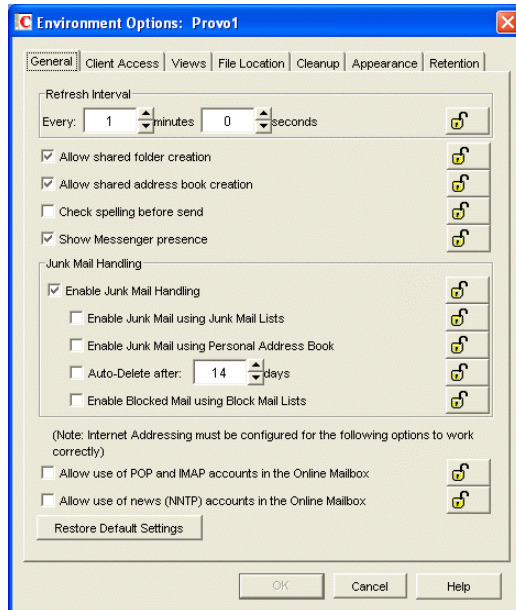 Environment Options: Provo1
General Client Access Views File Location Cleanup Appearance Retention
Refresh Interval
Every: 1 minutes 0 seconds
Allow shared folder creation
Allow shared address book creation
Check spelling before send
Show Messenger presence
Junk Mail Handling
Enable Junk Mail Handling
Enable Junk Mail using Junk Mail Lists
Enable Junk Mail using Personal Address Book
Auto-Delete after: 14 days
Enable Blocked Mail using Block Mail Lists
(Note: Internet Addressing must be configured for the following options to work
correctly)
Allow use of POP and IMAP accounts in the Online Mailbox
Allow use of news (NNTP) accounts in the Online Mailbox
Restore Default Settings
OK Cancel Help